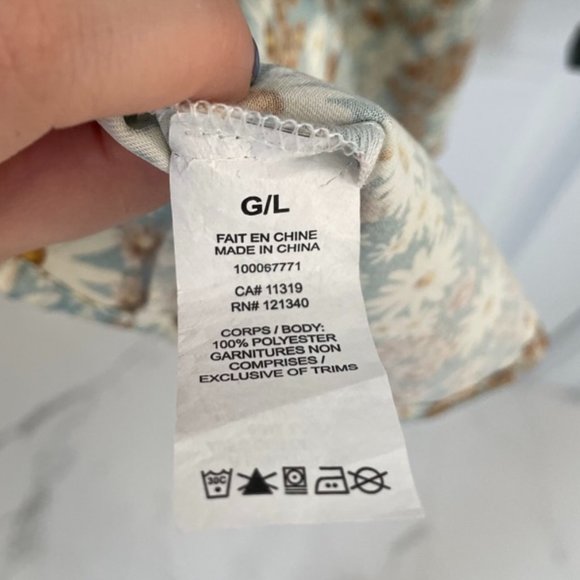 G/L
FAIT EN CHINE
MADE IN CHINA
100067771
CA# 11319
RN# 121340
CORPS / BODY:
100% POLYESTER
GARNITURES NON
COMPRISES /
EXCLUSIVE OF TRIMS
30C